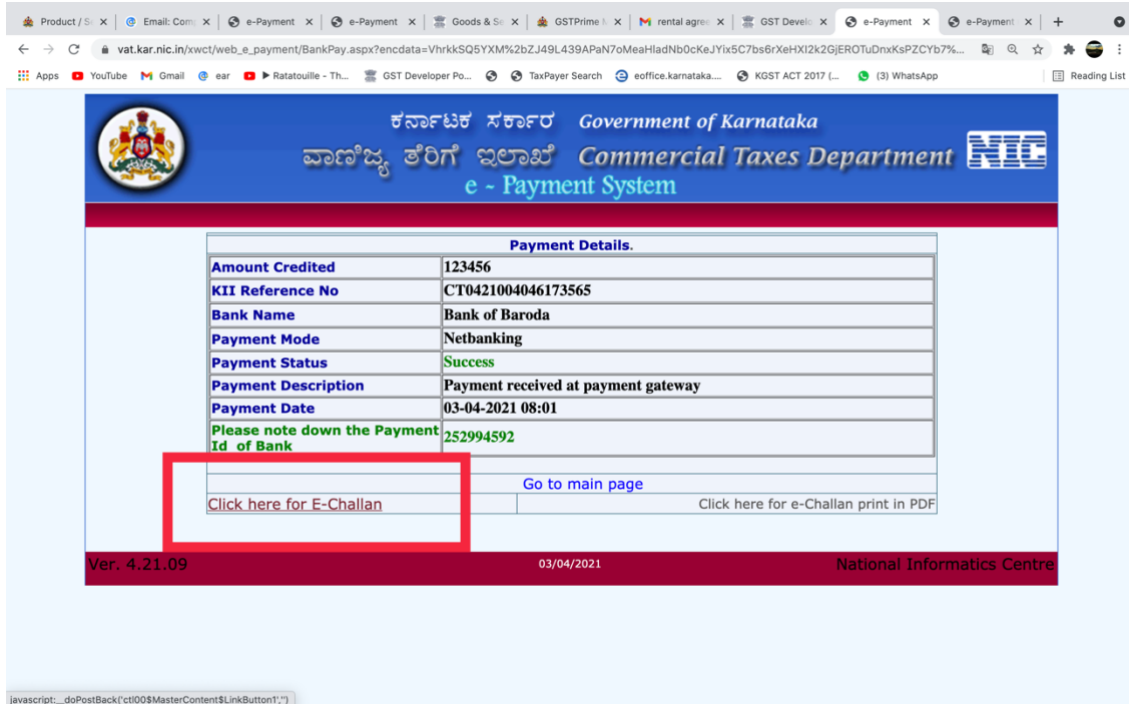 Product / Se
Email: Com
e-Payment
e-Payment
Goods & Se
GSTPrime
rental agree
GST Develo
e-Payment
e-Payment
vat.kar.nic.in/xwct/web_e_payment/BankPay.aspx?encdata=VhrkkSQ5YXM%2bZJ49L439APaN7oMeaHladNb0cKeJYix5C7bs6rXeHXI2k2GjEROTuDnxKsPZCYb7%...
Apps YouTube Gmail ear Ratatouille - Th... GST Developer Po... TaxPayer Search eoffice.karnataka.... KGST ACT 2017 (... (3) WhatsApp Reading List
ಕರ್ನಾಟಕ ಸರ್ಕಾರ Government of Karnataka
ವಾಣಿಜ್ಯ ತೆರಿಗೆ ಇಲಾಖೆ Commercial Taxes Department NIC
e - Payment System
Payment Details.
Amount Credited 123456
KII Reference No CT0421004046173565
Bank Name Bank of Baroda
Payment Mode Netbanking
Payment Status Success
Payment Description Payment received at payment gateway
Payment Date 03-04-2021 08:01
Please note down the Payment
Id of Bank 252994592
Go to main page
Click here for E-Challan Click here for e-Challan print in PDF
Ver. 4.21.09 03/04/2021 National Informatics Centre
javascript:__doPostBack('ctl00$MasterContent$LinkButton1','')